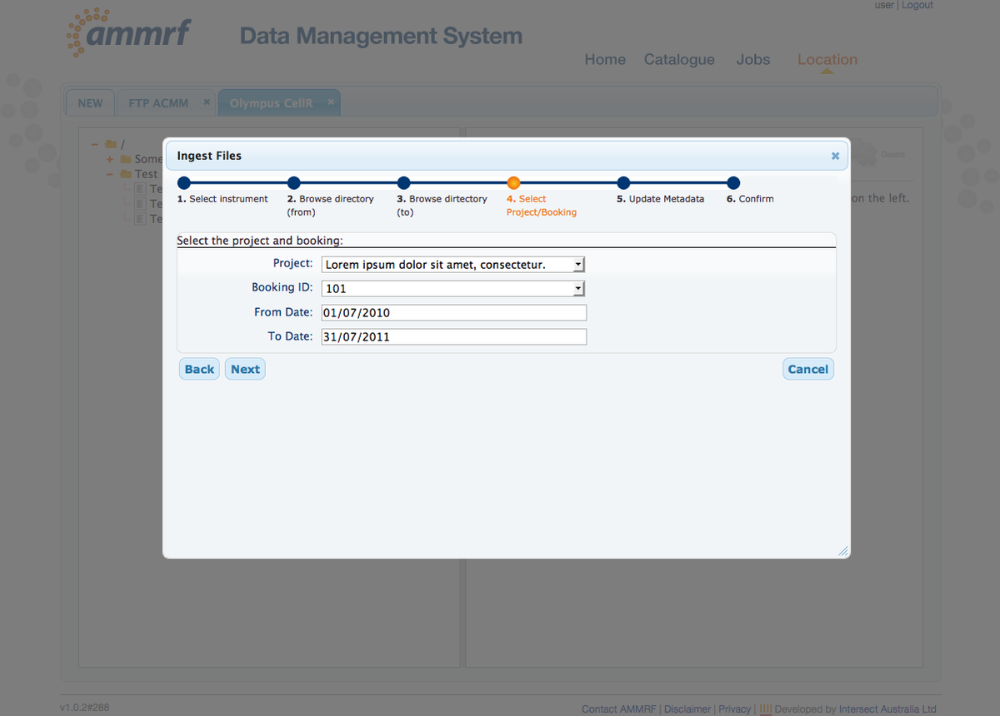 user | Logout
ammrf
Data Management System
Home Catalogue Jobs Location
NEW FTP ACMM × Olympus CellR ×
− /
+ Some
− Test
Te
Te
Te
Delete
on the left.
Ingest Files ×
1. Select instrument
2. Browse directory
(from)
3. Browse dirtectory
(to)
4. Select
Project/Booking
5. Update Metadata
6. Confirm
Select the project and booking:
Project: Lorem ipsum dolor sit amet, consectetur.
Booking ID: 101
From Date: 01/07/2010
To Date: 31/07/2011
Back Next Cancel
v1.0.2#288
Contact AMMRF | Disclaimer | Privacy | Developed by Intersect Australia Ltd